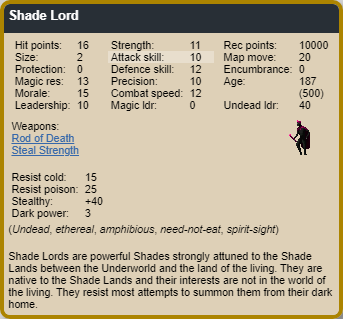 Shade Lord
Hit points: 16 Strength: 11 Rec points: 10000
Size: 2 Attack skill: 10 Map move: 20
Protection: 0 Defence skill: 12 Encumbrance: 0
Magic res: 13 Precision: 10 Age: 187
Morale: 15 Combat speed: 12 (500)
Leadership: 10 Magic ldr: 0 Undead ldr: 40
Weapons:
Rod of Death
Steal Strength
Resist cold: 15
Resist poison: 25
Stealthy: +40
Dark power: 3
(Undead, ethereal, amphibious, need-not-eat, spirit-sight)
Shade Lords are powerful Shades strongly attuned to the Shade
Lands between the Underworld and the land of the living. They are
native to the Shade Lands and their interests are not in the world of
the living. They resist most attempts to summon them from their dark
home.